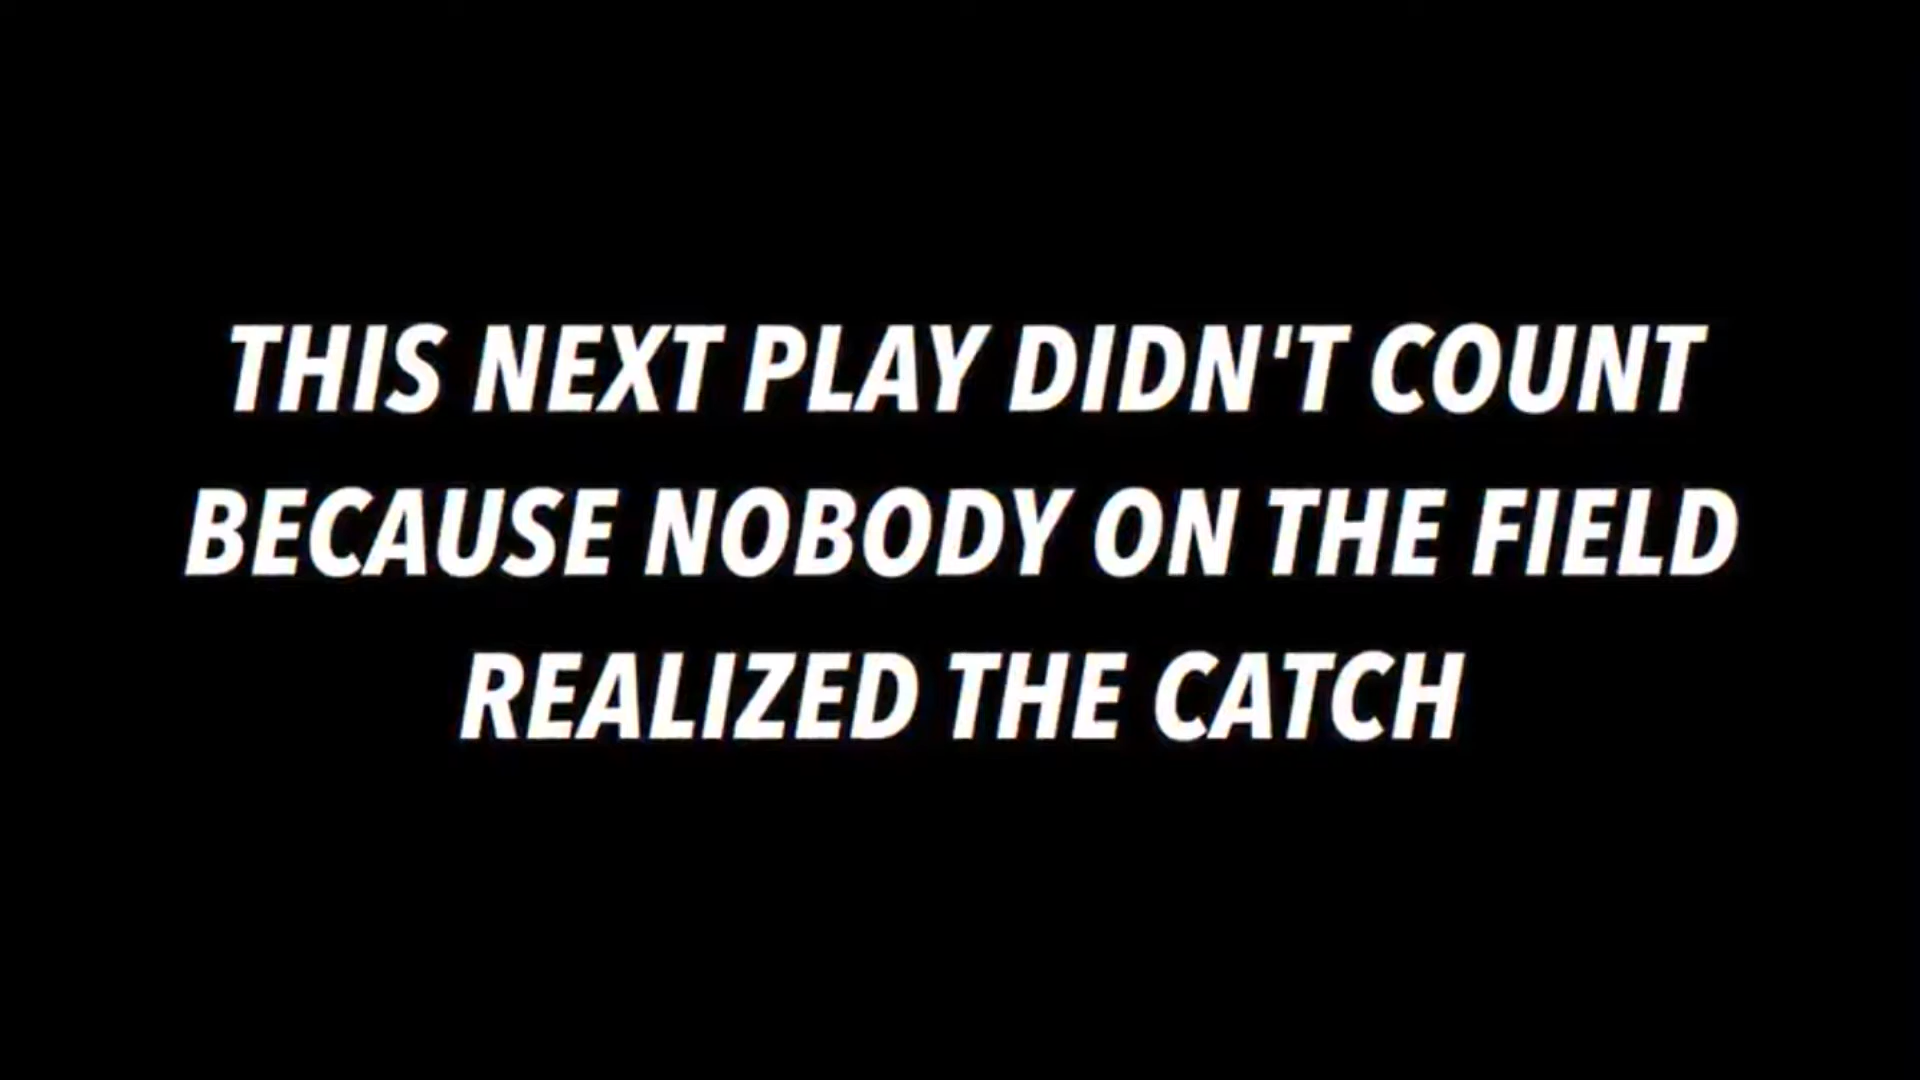 THIS NEXT PLAY DIDN'T COUNT
BECAUSE NOBODY ON THE FIELD
REALIZED THE CATCH